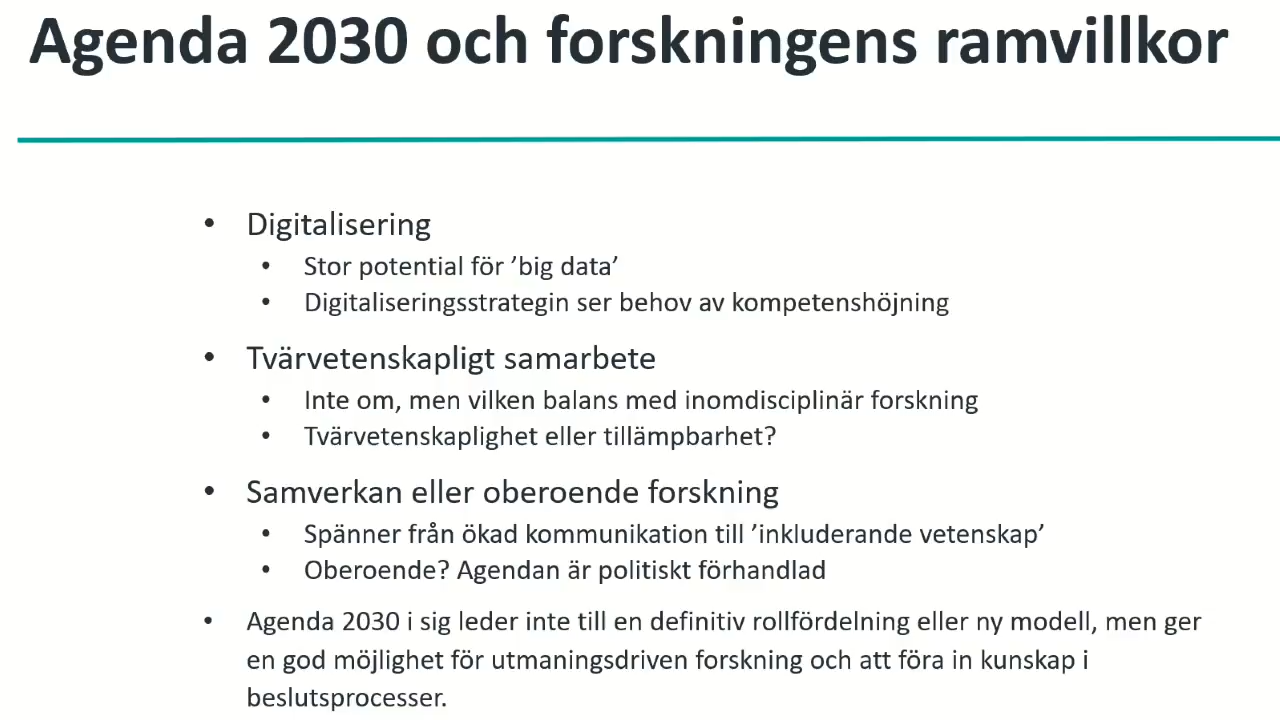 Agenda 2030 och forskningens ramvillkor
• Digitalisering
• Stor potential för ’big data’
• Digitaliseringsstrategin ser behov av kompetenshöjning
• Tvärvetenskapligt samarbete
• Inte om, men vilken balans med inomdisciplinär forskning
• Tvärvetenskaplighet eller tillämpbarhet?
• Samverkan eller oberoende forskning
• Spänner från ökad kommunikation till ’inkluderande vetenskap’
• Oberoende? Agendan är politiskt förhandlad
• Agenda 2030 i sig leder inte till en definitiv rollfördelning eller ny modell, men ger
en god möjlighet för utmaningsdriven forskning och att föra in kunskap i
beslutsprocesser.